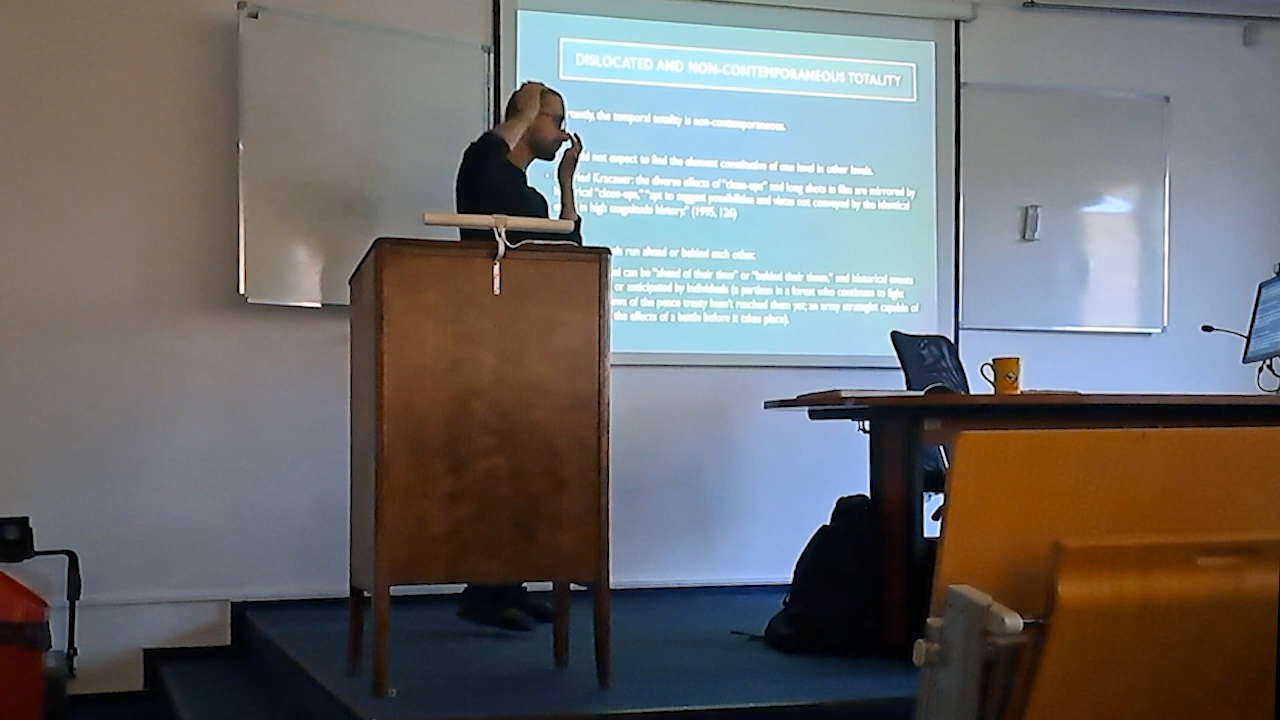 DISLOCATED AND NON-CONTEMPORANEOUS TOTALITY
the temporal totality is non-contemporaneous.
not expect to find the element constitutive of one level in other levels.
Kracauer: the diverse effects of "close-ups" and long shots in film are mirrored by
"close-ups," "apt to suggest possibilities and vistas not conveyed by the identical
in high magnitude history." (1995, 126)
run ahead or behind each other.
can be "ahead of their time" or "behind their times," and historical
or anticipated by individuals (a partisan in a forest who continues to fight
of the peace treaty hasn't reached them yet; an army strategist capable of
the effects of a battle before it takes place).